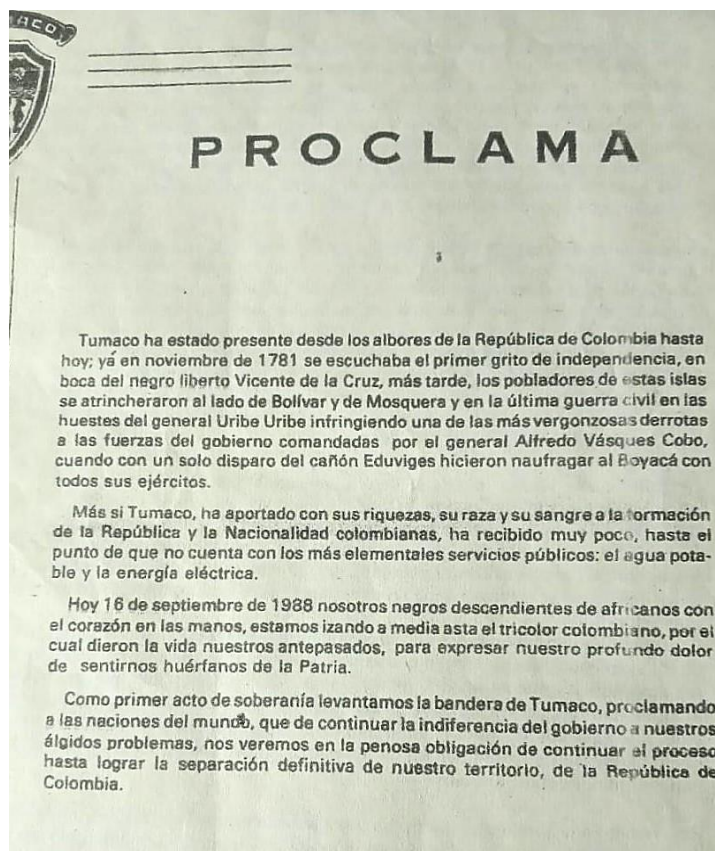 ACO
PROCLAMA
Tumaco ha estado presente desde los albores de la República de Colombia hasta
hoy; yá en noviembre de 1781 se escuchaba el primer grito de independencia, en
boca del negro liberto Vicente de la Cruz, más tarde, los pobladores de estas islas
se atrincheraron al lado de Bolívar y de Mosquera y en la última guerra civil en las
huestes del general Uribe Uribe infringiendo una de las más vergonzosas derrotas
a las fuerzas del gobierno comandadas por el general Alfredo Vásques Cobo,
cuando con un solo disparo del cañón Eduviges hicieron naufragar al Boyacá con
todos sus ejércitos.
Más si Tumaco, ha aportado con sus riquezas, su raza y su sangre a la formación
de la República y la Nacionalidad colombianas, ha recibido muy poco, hasta el
punto de que no cuenta con los más elementales servicios públicos: el agua pota-
ble y la energía eléctrica.
Hoy 16 de septiembre de 1988 nosotros negros descendientes de africanos con
el corazón en las manos, estamos izando a media asta el tricolor colombiano, por el
cual dieron la vida nuestros antepasados, para expresar nuestro profundo dolor
de sentirnos huérfanos de la Patria.
Como primer acto de soberanía levantamos la bandera de Tumaco, proclamando
a las naciones del mundo, que de continuar la indiferencia del gobierno a nuestros
álgidos problemas, nos veremos en la penosa obligación de continuar el proceso
hasta lograr la separación definitiva de nuestro territorio, de la República de
Colombia.